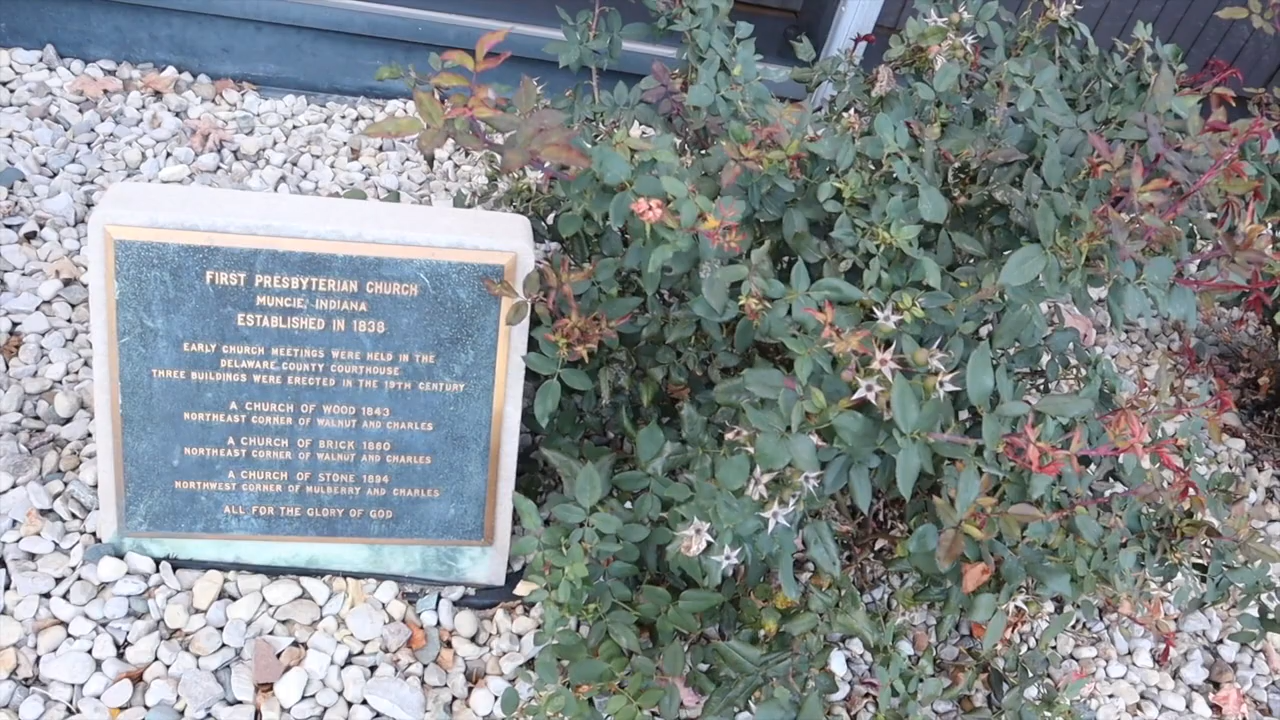 FIRST PRESBYTERIAN CHURCH
MUNCIE, INDIANA
ESTABLISHED IN 1838
EARLY CHURCH MEETINGS WERE HELD IN THE
DELAWARE COUNTY COURTHOUSE
THREE BUILDINGS WERE ERECTED IN THE 19TH CENTURY
A CHURCH OF WOOD 1843
NORTHEAST CORNER OF WALNUT AND CHARLES
A CHURCH OF BRICK 1860
NORTHEAST CORNER OF WALNUT AND CHARLES
A CHURCH OF STONE 1894
NORTHWEST CORNER OF MULBERRY AND CHARLES
ALL FOR THE GLORY OF GOD